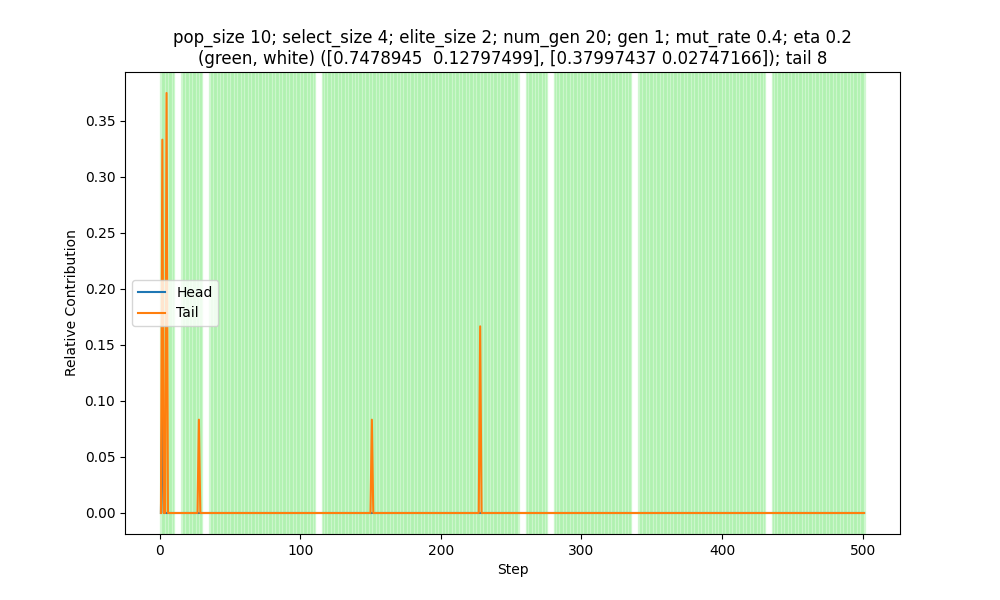 pop_size 10; select_size 4; elite_size 2; num_gen 20; gen 1; mut_rate 0.4; eta 0.2
(green, white) ([0.7478945  0.12797499], [0.37997437 0.02747166]); tail 8
Relative Contribution
0.35
0.30
0.25
0.20
0.15
0.10
0.05
0.00
Head
Tail
0
100
200
300
400
500
Step